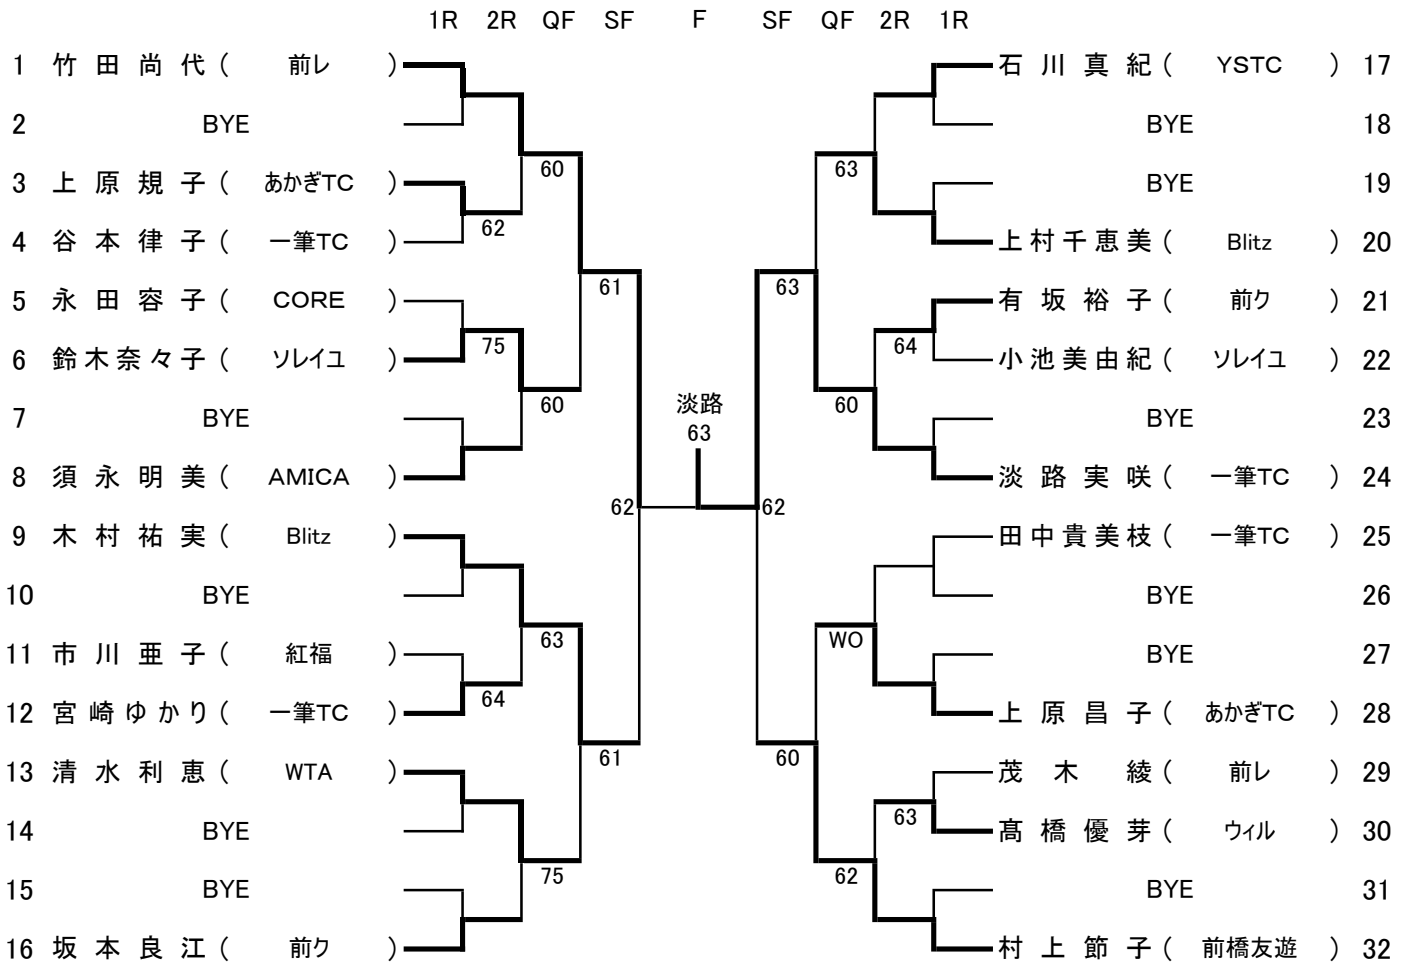 1R 2R QF SF F SF QF 2R 1R
1 竹田尚代 ( 前レ ) 石川真紀 ( YSTC ) 17
2 BYE BYE 18
60 63
3 上原規子 ( あかぎTC ) BYE 19
62
4 谷本律子 ( 一筆TC ) 上村千恵美 ( Blitz ) 20
61 63
5 永田容子 ( CORE ) 有坂裕子 ( 前ク ) 21
75 64
6 鈴木奈々子 ( ソレイユ ) 小池美由紀 ( ソレイユ ) 22
60 淡路 60
7 BYE BYE 23
63
8 須永明美 ( AMICA ) 淡路実咲 ( 一筆TC ) 24
62 62
9 木村祐実 ( Blitz ) 田中貴美枝 ( 一筆TC ) 25
10 BYE BYE 26
63 WO
11 市川亜子 ( 紅福 ) BYE 27
64
12 宮崎ゆかり ( 一筆TC ) 上原昌子 ( あかぎTC ) 28
61 60
13 清水利恵 ( WTA ) 茂木綾 ( 前レ ) 29
63
14 BYE 髙橋優芽 ( ウィル ) 30
75 62
15 BYE BYE 31
16 坂本良江 ( 前ク ) 村上節子 ( 前橋友遊 ) 32